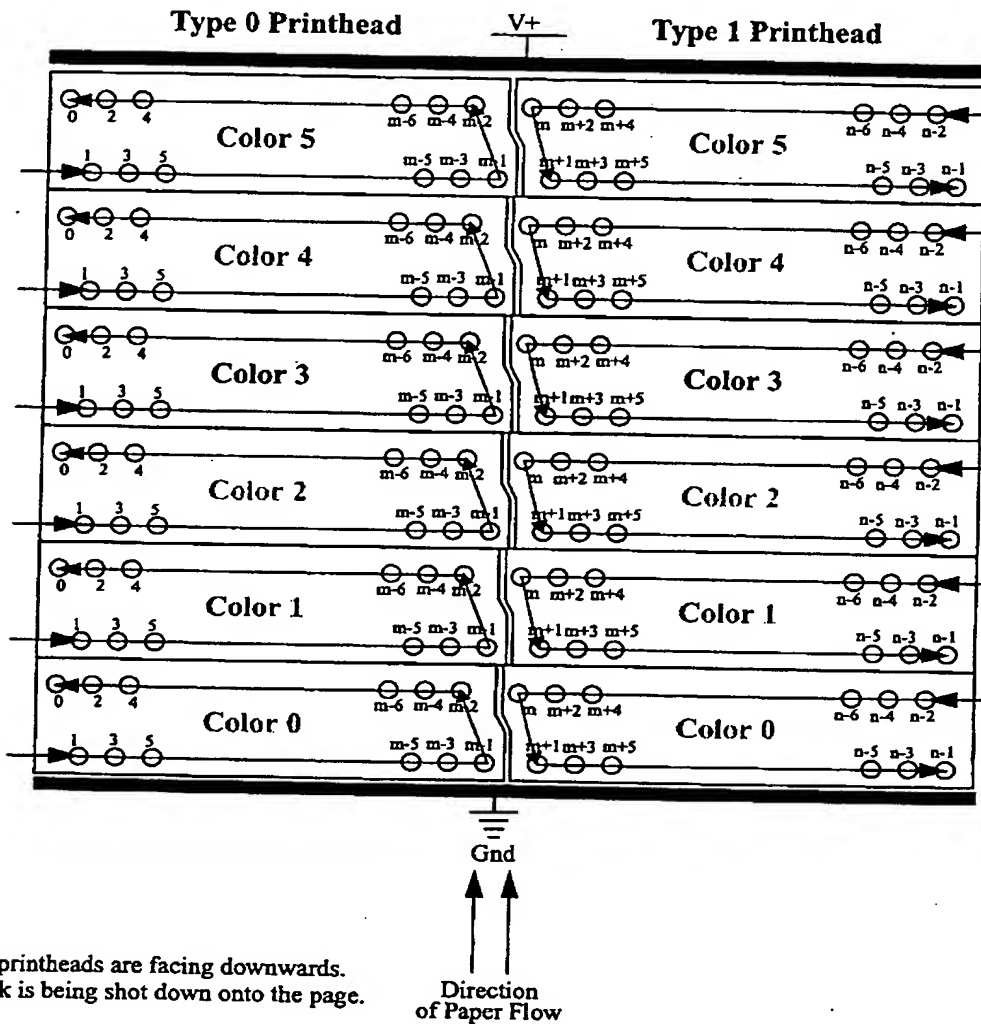 Type 0 Printhead V+ Type 1 Printhead
0 2 4 m-6 m-4 m-2 m m+2 m+4 n-6 n-4 n-2
Color 5 Color 5
1 3 5 m-5 m-3 m-1 m+1 m+3 m+5 n-5 n-3 n-1
0 2 4 m-6 m-4 m-2 m m+2 m+4 n-6 n-4 n-2
Color 4 Color 4
1 3 5 m-5 m-3 m-1 m+1 m+3 m+5 n-5 n-3 n-1
0 2 4 m-6 m-4 m-2 m m+2 m+4 n-6 n-4 n-2
Color 3 Color 3
1 3 5 m-5 m-3 m-1 m+1 m+3 m+5 n-5 n-3 n-1
0 2 4 m-6 m-4 m-2 m m+2 m+4 n-6 n-4 n-2
Color 2 Color 2
1 3 5 m-5 m-3 m-1 m+1 m+3 m+5 n-5 n-3 n-1
0 2 4 m-6 m-4 m-2 m m+2 m+4 n-6 n-4 n-2
Color 1 Color 1
1 3 5 m-5 m-3 m-1 m+1 m+3 m+5 n-5 n-3 n-1
0 2 4 m-6 m-4 m-2 m m+2 m+4 n-6 n-4 n-2
Color 0 Color 0
1 3 5 m-5 m-3 m-1 m+1 m+3 m+5 n-5 n-3 n-1
Gnd
printheads are facing downwards.
k is being shot down onto the page.
Direction
of Paper Flow